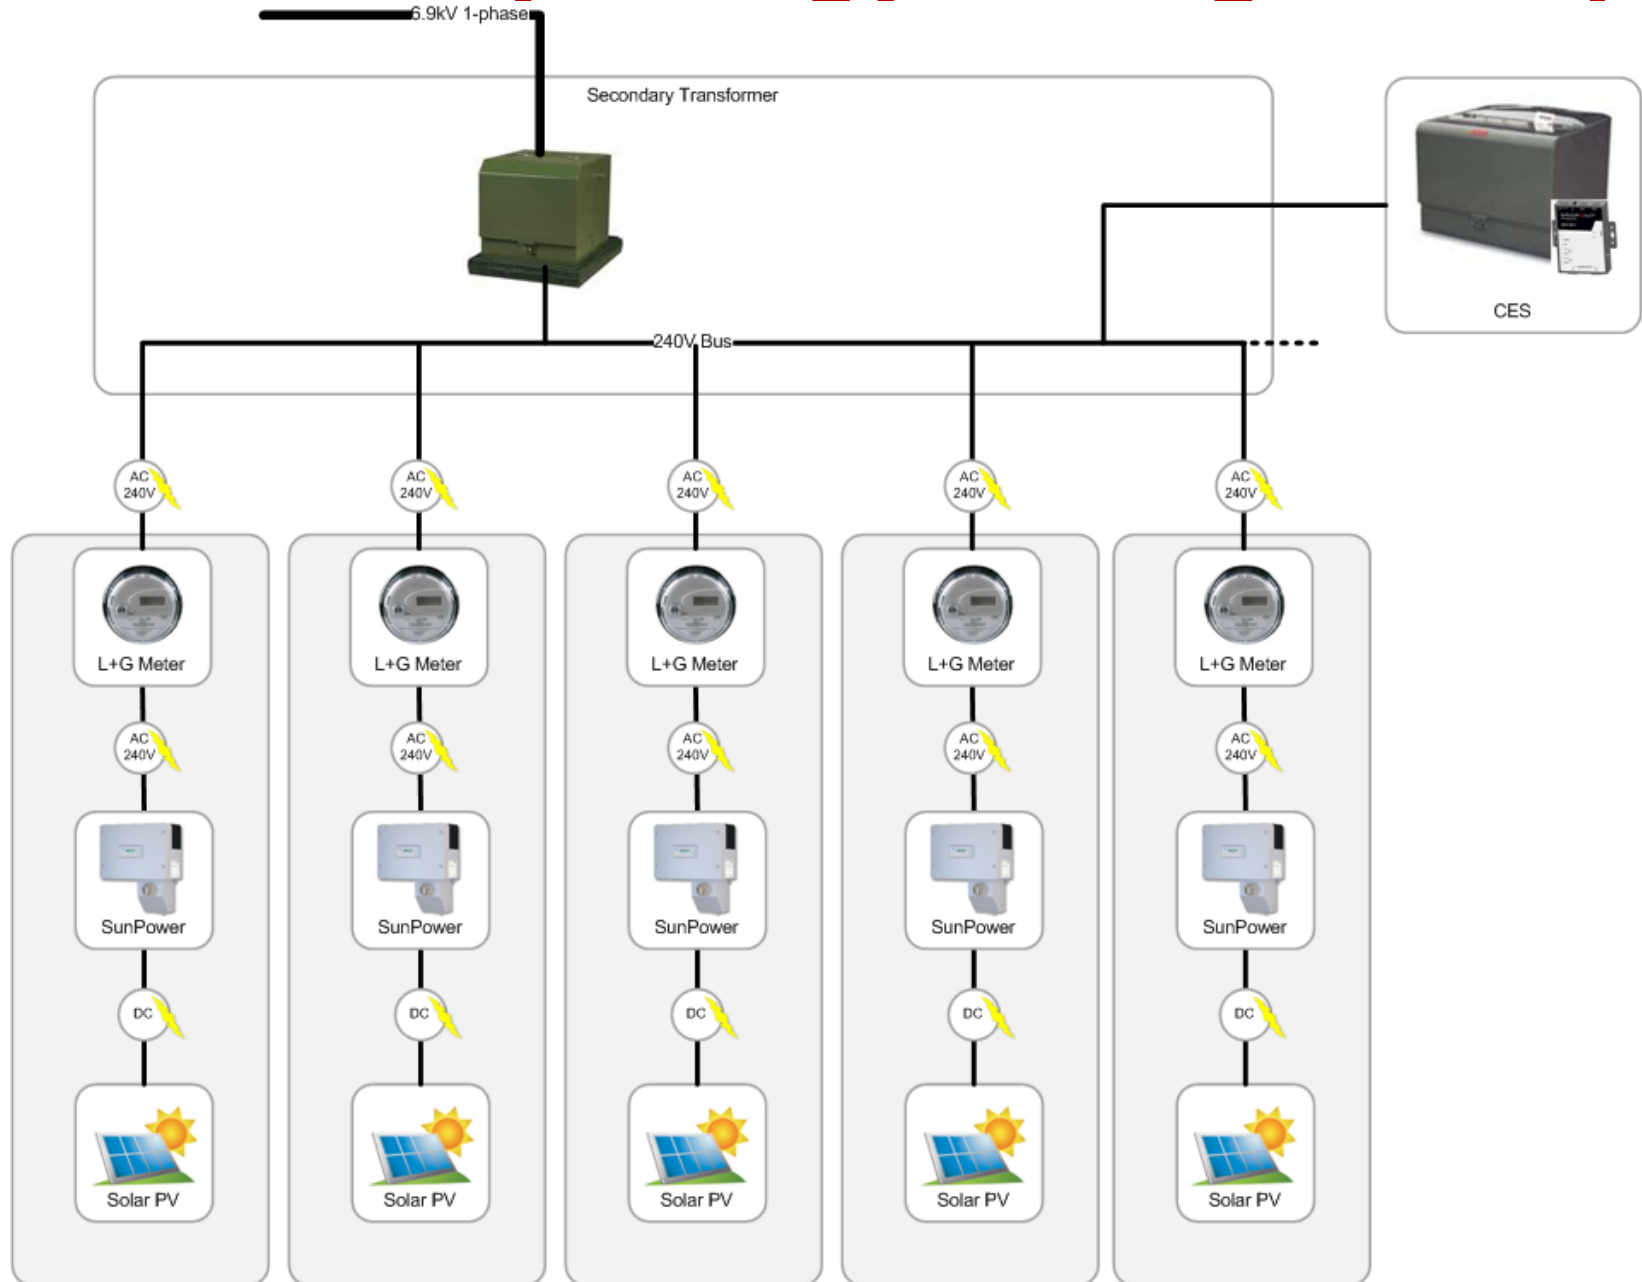 6.9kV 1-phase
Secondary Transformer
CES
240V Bus
AC
240V
AC
240V
AC
240V
AC
240V
AC
240V
L+G Meter
L+G Meter
L+G Meter
L+G Meter
L+G Meter
AC
240V
AC
240V
AC
240V
AC
240V
AC
240V
SunPower
SunPower
SunPower
SunPower
SunPower
DC
DC
DC
DC
DC
Solar PV
Solar PV
Solar PV
Solar PV
Solar PV